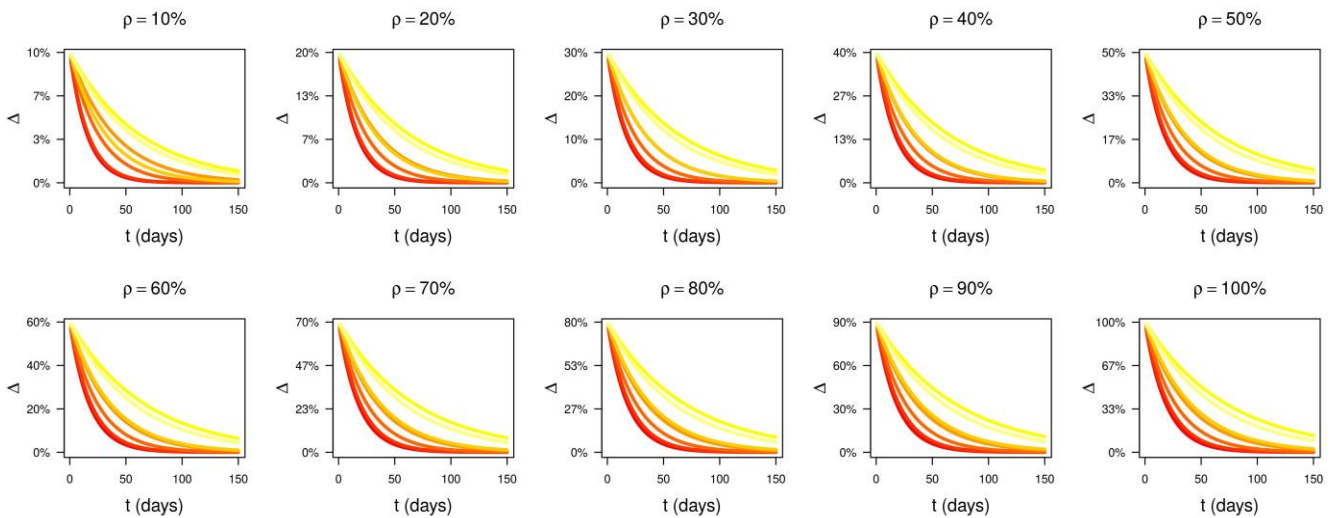 ρ = 10%
10%
7%
3%
0%
Δ
0 50 100 150
t (days)
ρ = 20%
20%
13%
7%
0%
Δ
0 50 100 150
t (days)
ρ = 30%
30%
20%
10%
0%
Δ
0 50 100 150
t (days)
ρ = 40%
40%
27%
13%
0%
Δ
0 50 100 150
t (days)
ρ = 50%
50%
33%
17%
0%
Δ
0 50 100 150
t (days)
ρ = 60%
60%
40%
20%
0%
Δ
0 50 100 150
t (days)
ρ = 70%
70%
47%
23%
0%
Δ
0 50 100 150
t (days)
ρ = 80%
80%
53%
27%
0%
Δ
0 50 100 150
t (days)
ρ = 90%
90%
60%
30%
0%
Δ
0 50 100 150
t (days)
ρ = 100%
100%
67%
33%
0%
Δ
0 50 100 150
t (days)